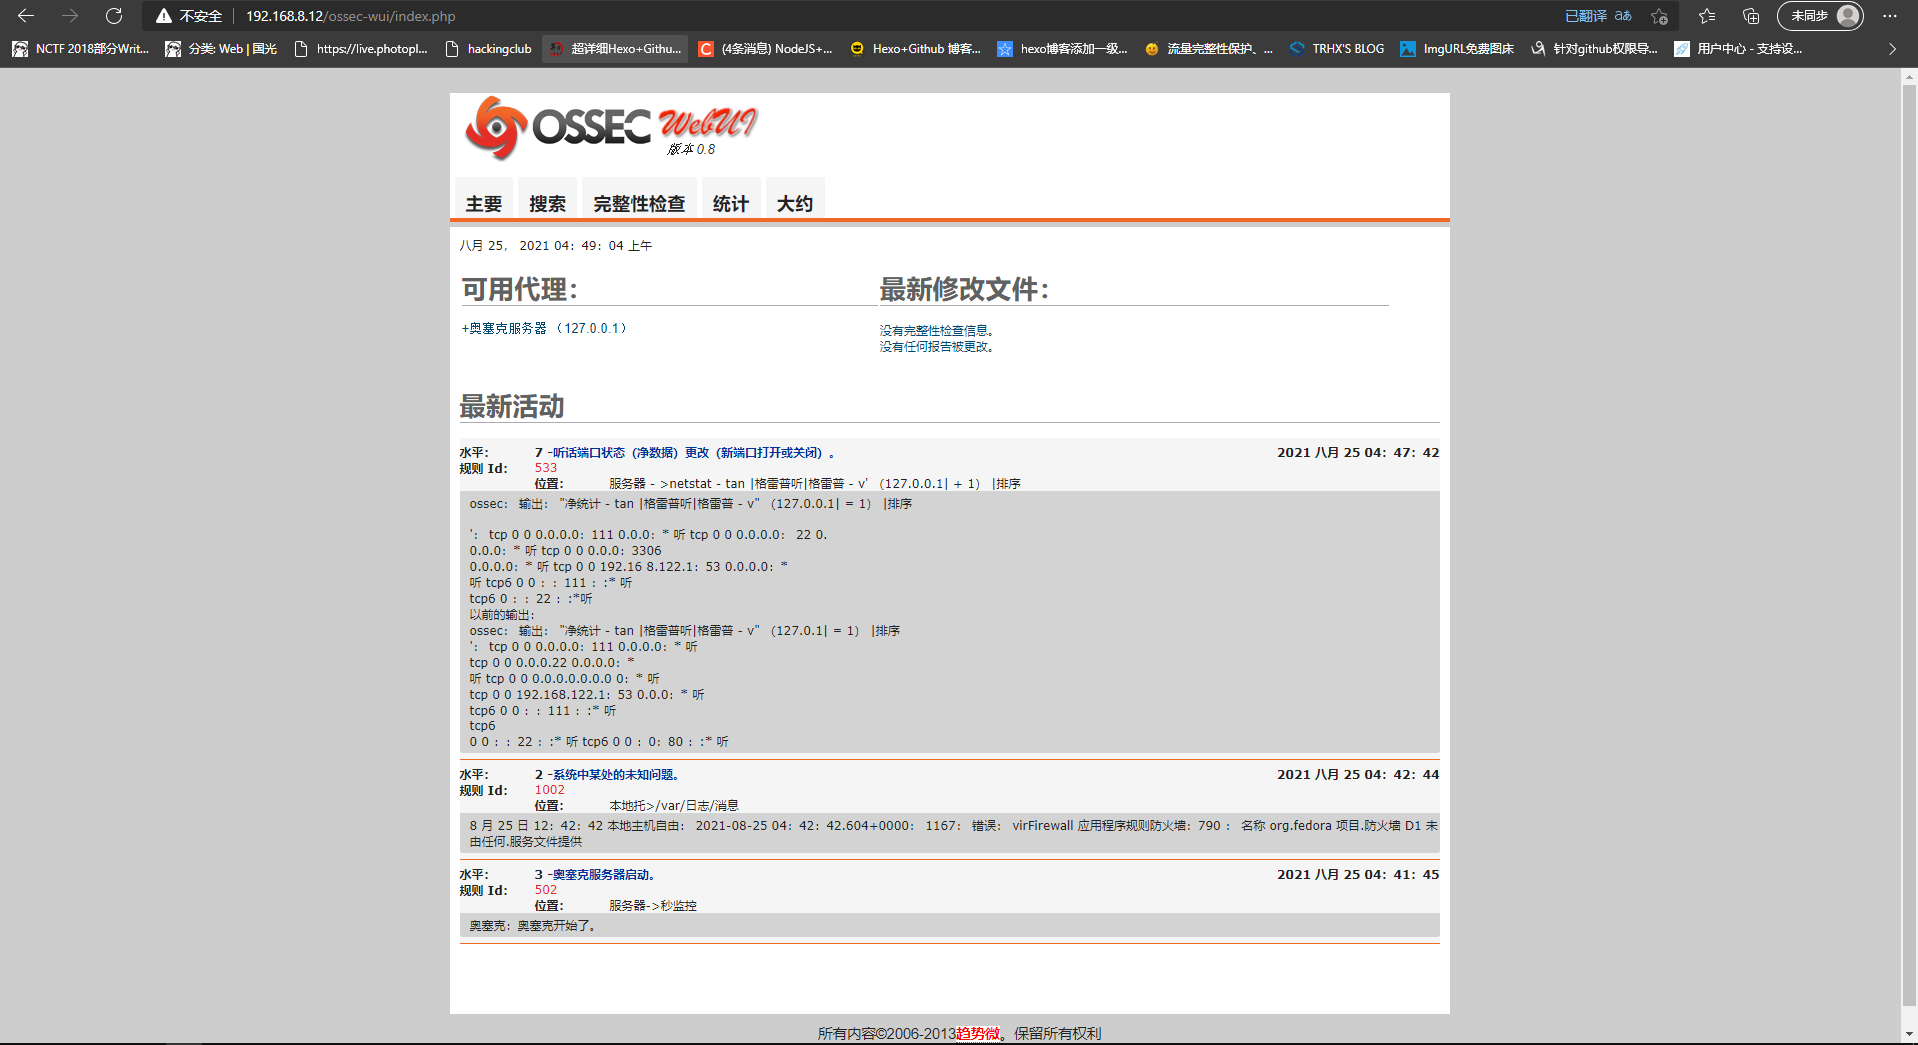 不安全 192.168.8.12/ossec-wui/index.php 已翻译 aあ 未同步
NCTF 2018部分Writ... 分类: Web | 国光 https://live.photopl... hackingclub 超详细Hexo+Githu... (4条消息) NodeJS+... Hexo+Github 博客... hexo博客添加一级... 流量完整性保护、... TRHX'S BLOG ImgURL免费图床 针对github权限导... 用户中心 - 支持设...
OSSEC WebUI
版本 0.8
主要 搜索 完整性检查 统计 大约
八月 25， 2021 04：49：04 上午
可用代理： 最新修改文件：
+奥塞克服务器 （127.0.0.1） 没有完整性检查信息。
没有任何报告被更改。
最新活动
水平： 7 -听话端口状态（净数据）更改（新端口打开或关闭）。 2021 八月 25 04：47：42
规则 Id： 533
位置： 服务器 - >netstat - tan |格雷普听|格雷普 - v'（127.0.0.1| + 1） |排序
ossec： 输出： "净统计 - tan |格雷普听|格雷普 - v" （127.0.0.1| = 1） |排序
'： tcp 0 0 0.0.0.0：111 0.0.0：* 听 tcp 0 0 0.0.0.0： 22 0.
0.0.0：* 听 tcp 0 0 0.0.0：3306
0.0.0.0：* 听 tcp 0 0 192.16 8.122.1：53 0.0.0.0：*
听 tcp6 0 0：：111：:* 听
tcp6 0：：22：:*听
以前的输出：
ossec： 输出： "净统计 - tan |格雷普听|格雷普 - v" （127.0.1| = 1） |排序
'： tcp 0 0 0.0.0.0：111 0.0.0.0：* 听
tcp 0 0 0.0.0.22 0.0.0.0：*
听 tcp 0 0 0.0.0.0.0.0.0 0：* 听
tcp 0 0 192.168.122.1：53 0.0.0：* 听
tcp6 0 0：：111：:* 听
tcp6
0 0：：22：:* 听 tcp6 0 0：0：80：:* 听
水平： 2 -系统中某处的未知问题。 2021 八月 25 04：42：44
规则 Id： 1002
位置： 本地托>/var/日志/消息
8 月 25 日 12：42：42 本地主机自由： 2021-08-25 04：42：42.604+0000： 1167： 错误： virFirewall 应用程序规则防火墙：790： 名称 org.fedora 项目.防火墙 D1 未
由任何.服务文件提供
水平： 3 -奥塞克服务器启动。 2021 八月 25 04：41：45
规则 Id： 502
位置： 服务器->秒监控
奥塞克：奥塞克开始了。
所有内容©2006-2013趋势微。保留所有权利